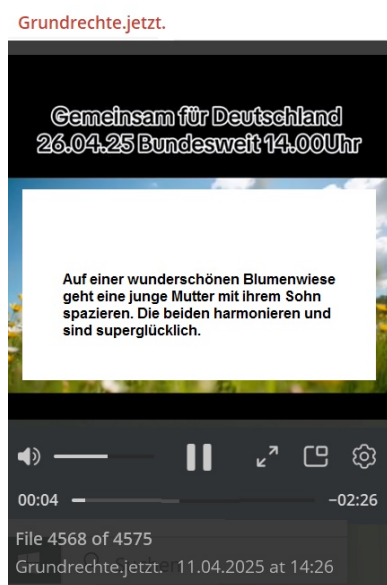 Grundrechte.jetzt.
Gemeinsam für Deutschland
26.04.25 Bundesweit 14.00Uhr
Auf einer wunderschönen Blumenwiese
geht eine junge Mutter mit ihrem Sohn
spazieren. Die beiden harmonieren und
sind superglücklich.
00:04
−02:26
File 4568 of 4575
Grundrechte.jetzt. 11.04.2025 at 14:26